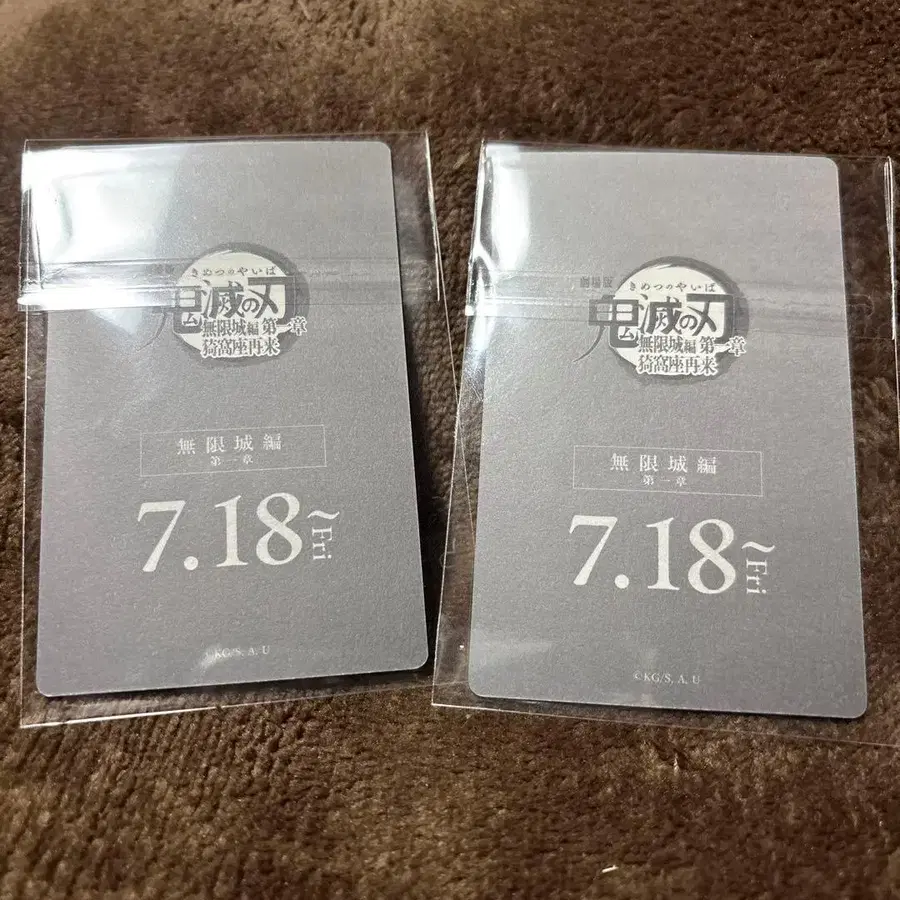 劇場版
きめつのやいば
鬼滅の刃
無限城編 第一章
猗窩座再来
無限城編
第一章
7.18~Fri
©KG/S, A, U
劇場版
きめつのやいば
鬼滅の刃
無限城編 第一章
猗窩座再来
無限城編
第一章
7.18~Fri
©KG/S, A, U